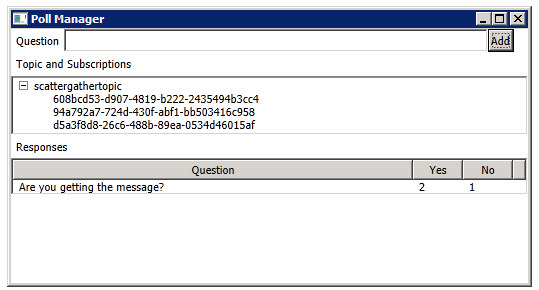 Poll Manager
Question Add
Topic and Subscriptions
scattergathertopic
608bcd53-d907-4819-b222-2435494b3cc4
94a792a7-724d-430f-abf1-bb503416c958
d5a3f8d8-26c6-488b-89ea-0534d46015af
Responses
Question Yes No
Are you getting the message? 2 1